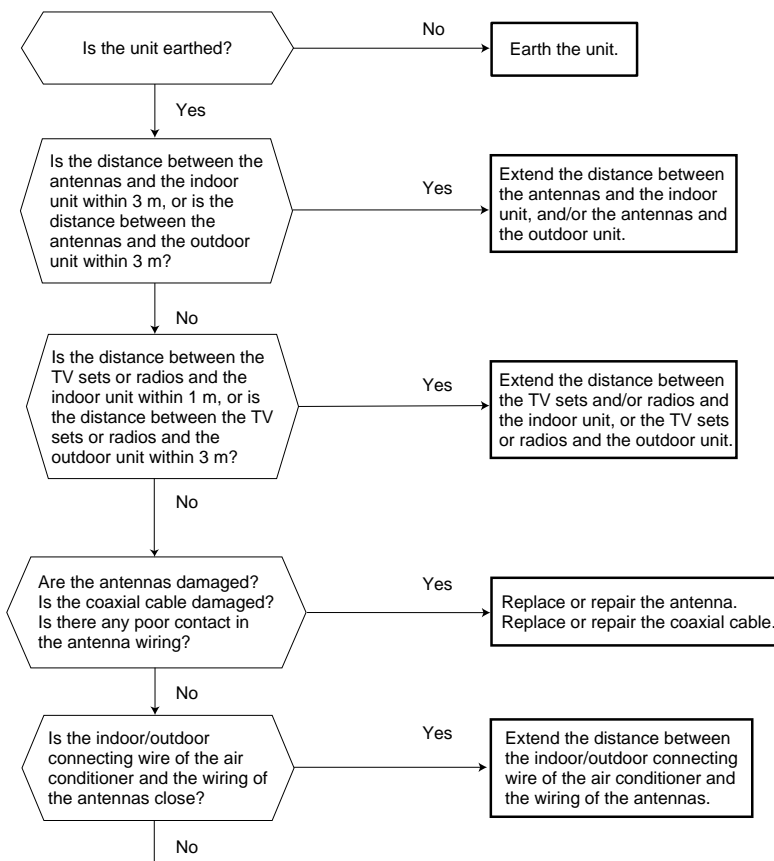 Is the unit earthed?
No
Earth the unit.
Yes
Is the distance between the
antennas and the indoor
unit within 3 m, or is the
distance between the
antennas and the outdoor
unit within 3 m?
Yes
Extend the distance between
the antennas and the indoor
unit, and/or the antennas and
the outdoor unit.
No
Is the distance between the
TV sets or radios and the
indoor unit within 1 m, or is
the distance between the TV
sets or radios and the
outdoor unit within 3 m?
Yes
Extend the distance between
the TV sets and/or radios and
the indoor unit, or the TV sets
or radios and the outdoor unit.
No
Are the antennas damaged?
Is the coaxial cable damaged?
Is there any poor contact in
the antenna wiring?
Yes
Replace or repair the antenna.
Replace or repair the coaxial cable.
No
Is the indoor/outdoor
connecting wire of the air
conditioner and the wiring of
the antennas close?
Yes
Extend the distance between
the indoor/outdoor connecting
wire of the air conditioner and
the wiring of the antennas.
No